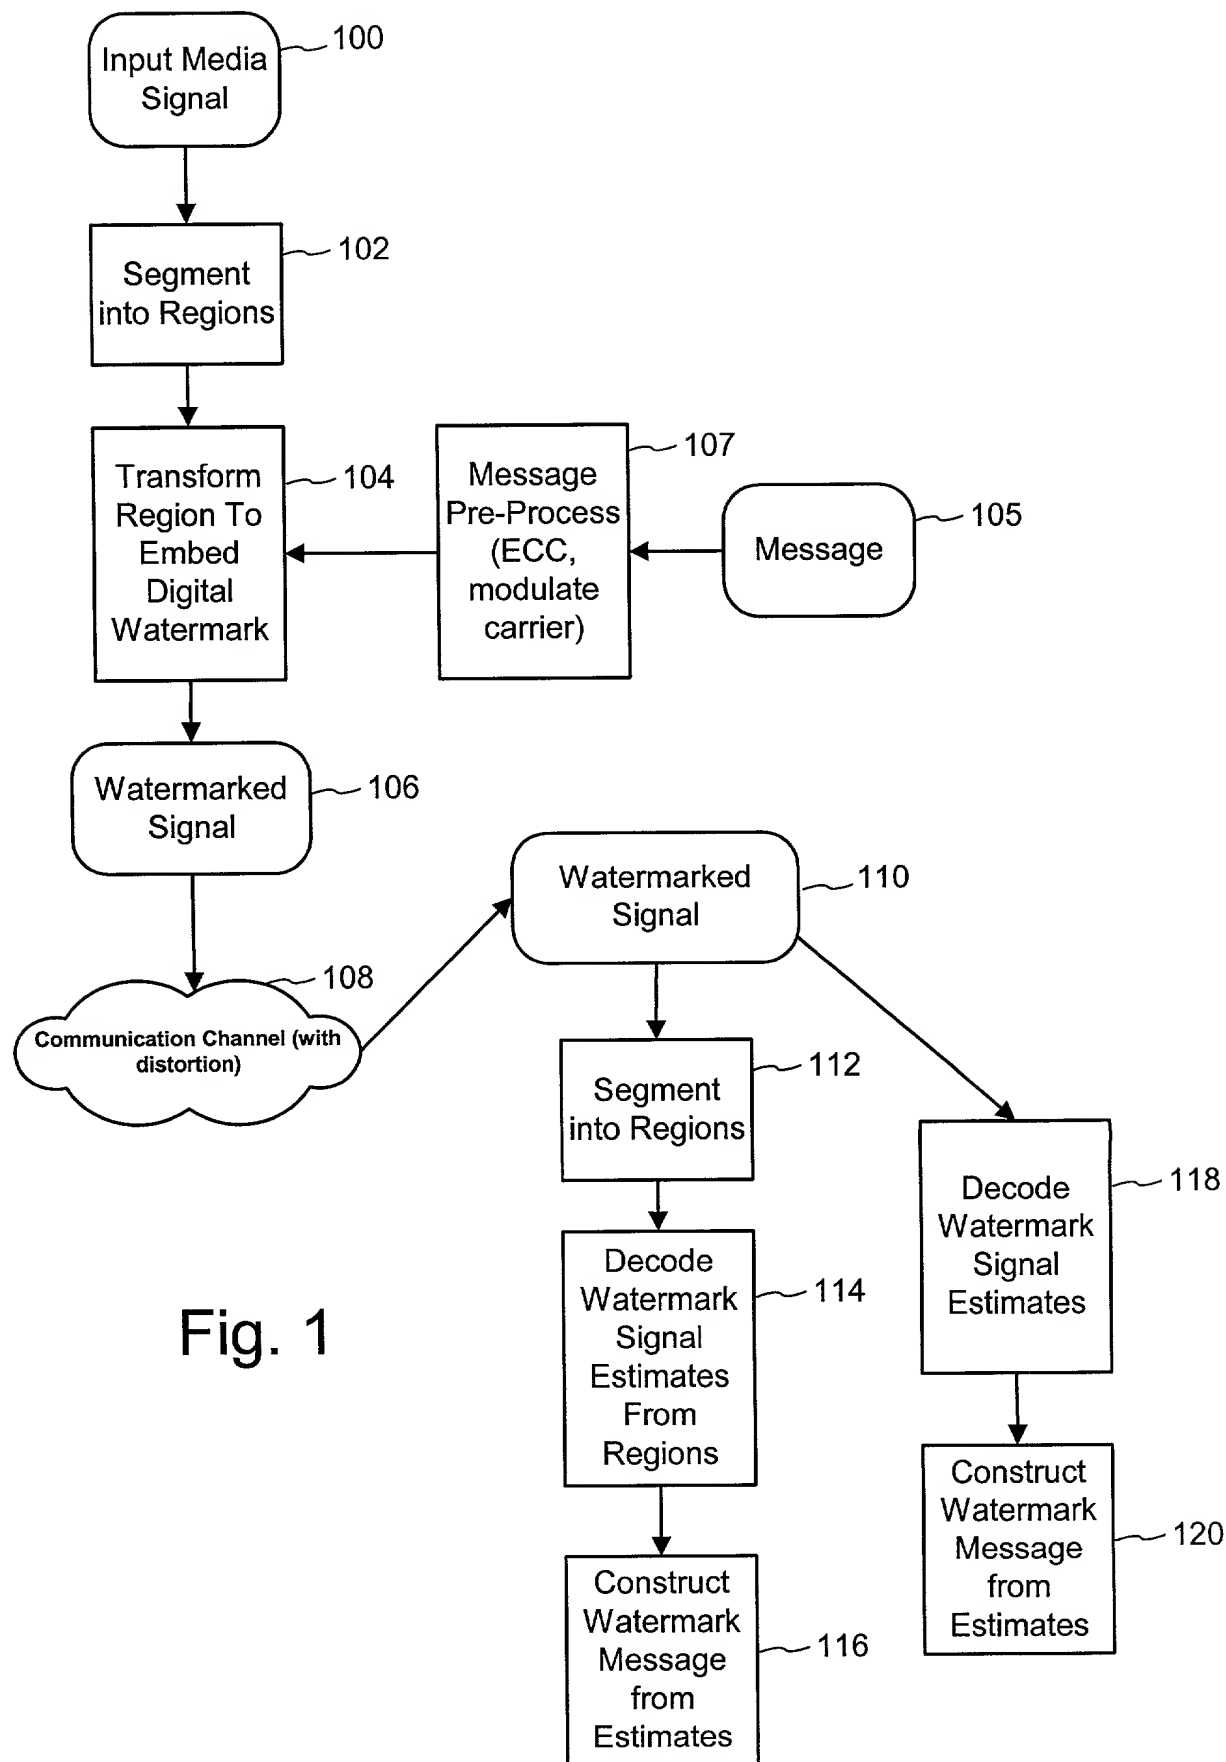 Input Media
Signal
100
Segment
into Regions
102
Transform
Region To
Embed
Digital
Watermark
104
Message
Pre-Process
(ECC,
modulate
carrier)
107
Message
105
Watermarked
Signal
106
Communication Channel (with
distortion)
108
Watermarked
Signal
110
Segment
into Regions
112
Decode
Watermark
Signal
Estimates
From
Regions
114
Construct
Watermark
Message
from
Estimates
116
Decode
Watermark
Signal
Estimates
118
Construct
Watermark
Message
from
Estimates
120
Fig. 1